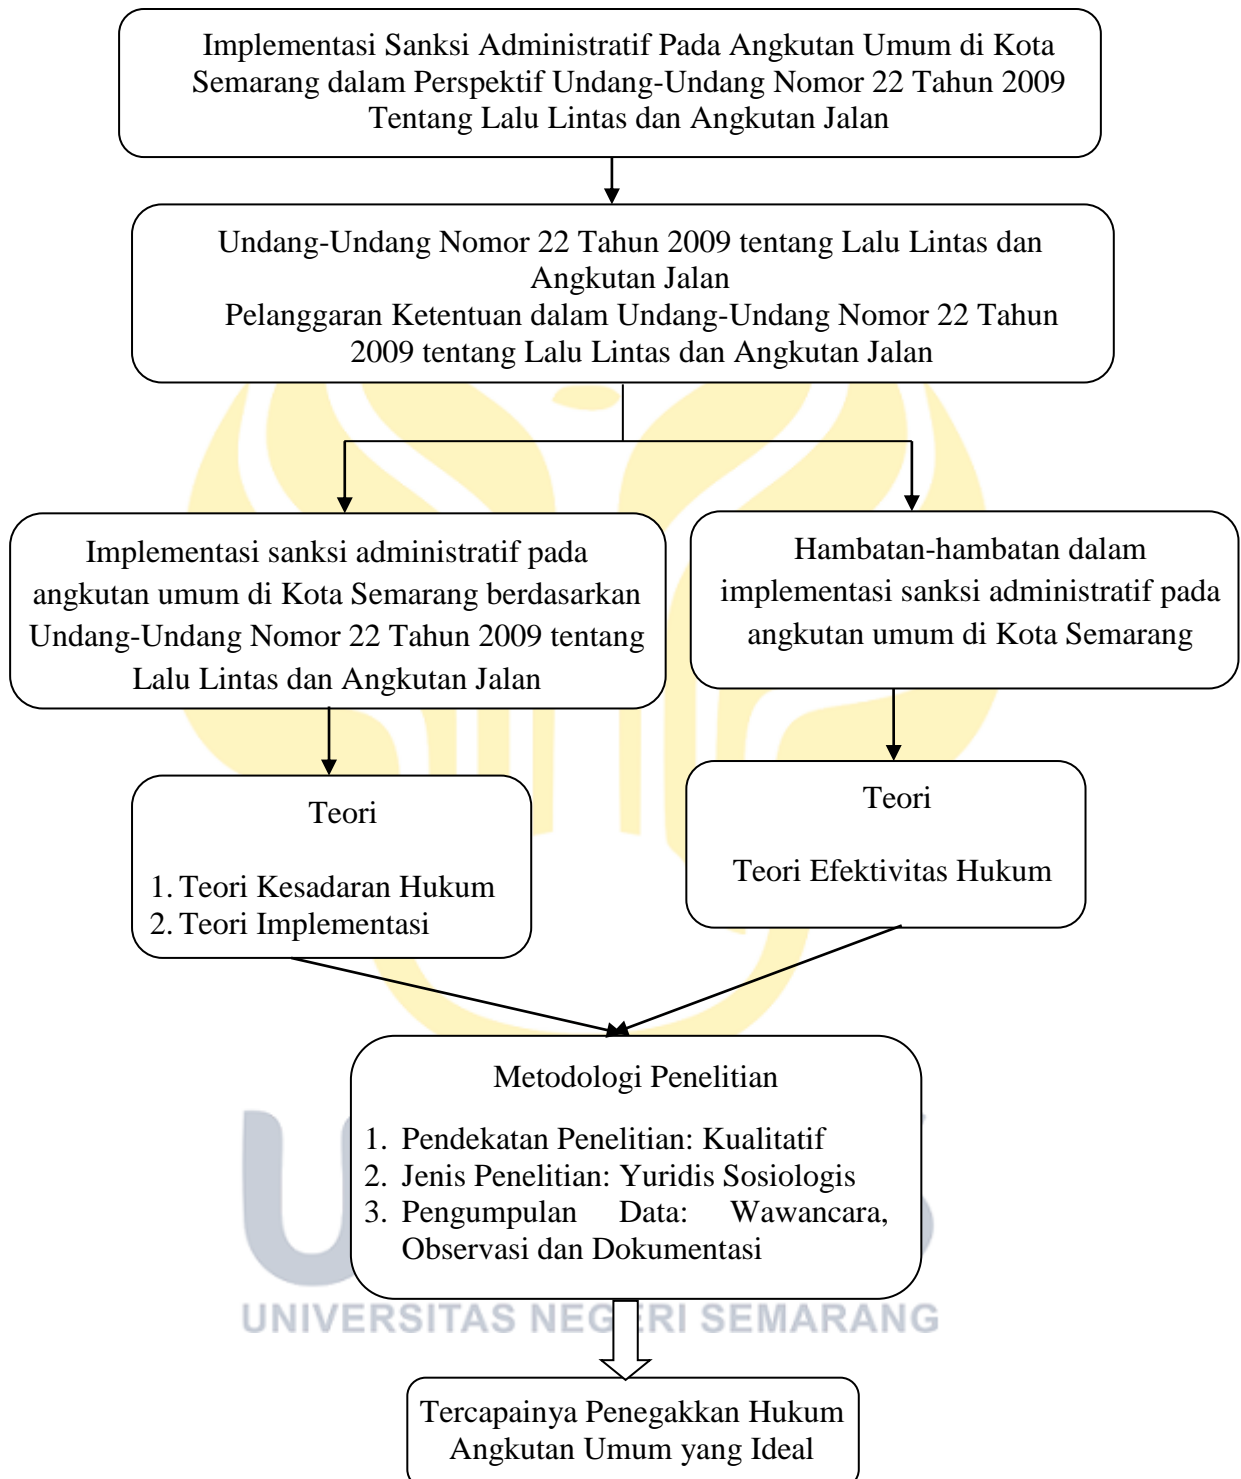 Implementasi Sanksi Administratif Pada Angkutan Umum di Kota
Semarang dalam Perspektif Undang-Undang Nomor 22 Tahun 2009
Tentang Lalu Lintas dan Angkutan Jalan
Undang-Undang Nomor 22 Tahun 2009 tentang Lalu Lintas dan
Angkutan Jalan
Pelanggaran Ketentuan dalam Undang-Undang Nomor 22 Tahun
2009 tentang Lalu Lintas dan Angkutan Jalan
Implementasi sanksi administratif pada
angkutan umum di Kota Semarang berdasarkan
Undang-Undang Nomor 22 Tahun 2009 tentang
Lalu Lintas dan Angkutan Jalan
Hambatan-hambatan dalam
implementasi sanksi administratif pada
angkutan umum di Kota Semarang
Teori
1. Teori Kesadaran Hukum
2. Teori Implementasi
Teori
Teori Efektivitas Hukum
Metodologi Penelitian
1. Pendekatan Penelitian: Kualitatif
2. Jenis Penelitian: Yuridis Sosiologis
3. Pengumpulan Data: Wawancara,
Observasi dan Dokumentasi
UNIVERSITAS NEGERI SEMARANG
Tercapainya Penegakkan Hukum
Angkutan Umum yang Ideal